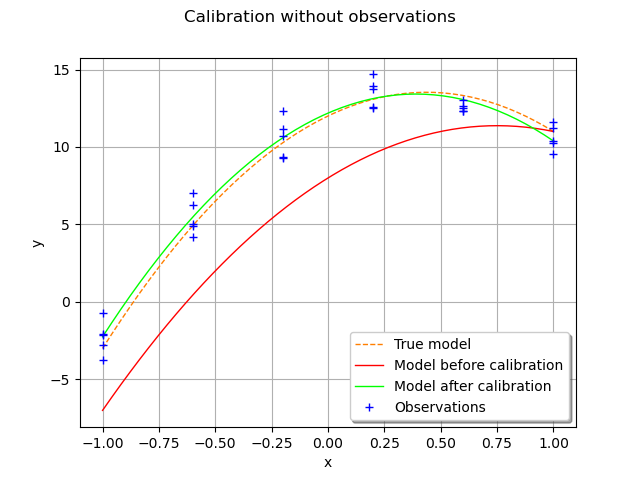 Calibration without observations
15
10
5
0
−5
y
−1.00 −0.75 −0.50 −0.25 0.00 0.25 0.50 0.75 1.00
x
True model
Model before calibration
Model after calibration
Observations